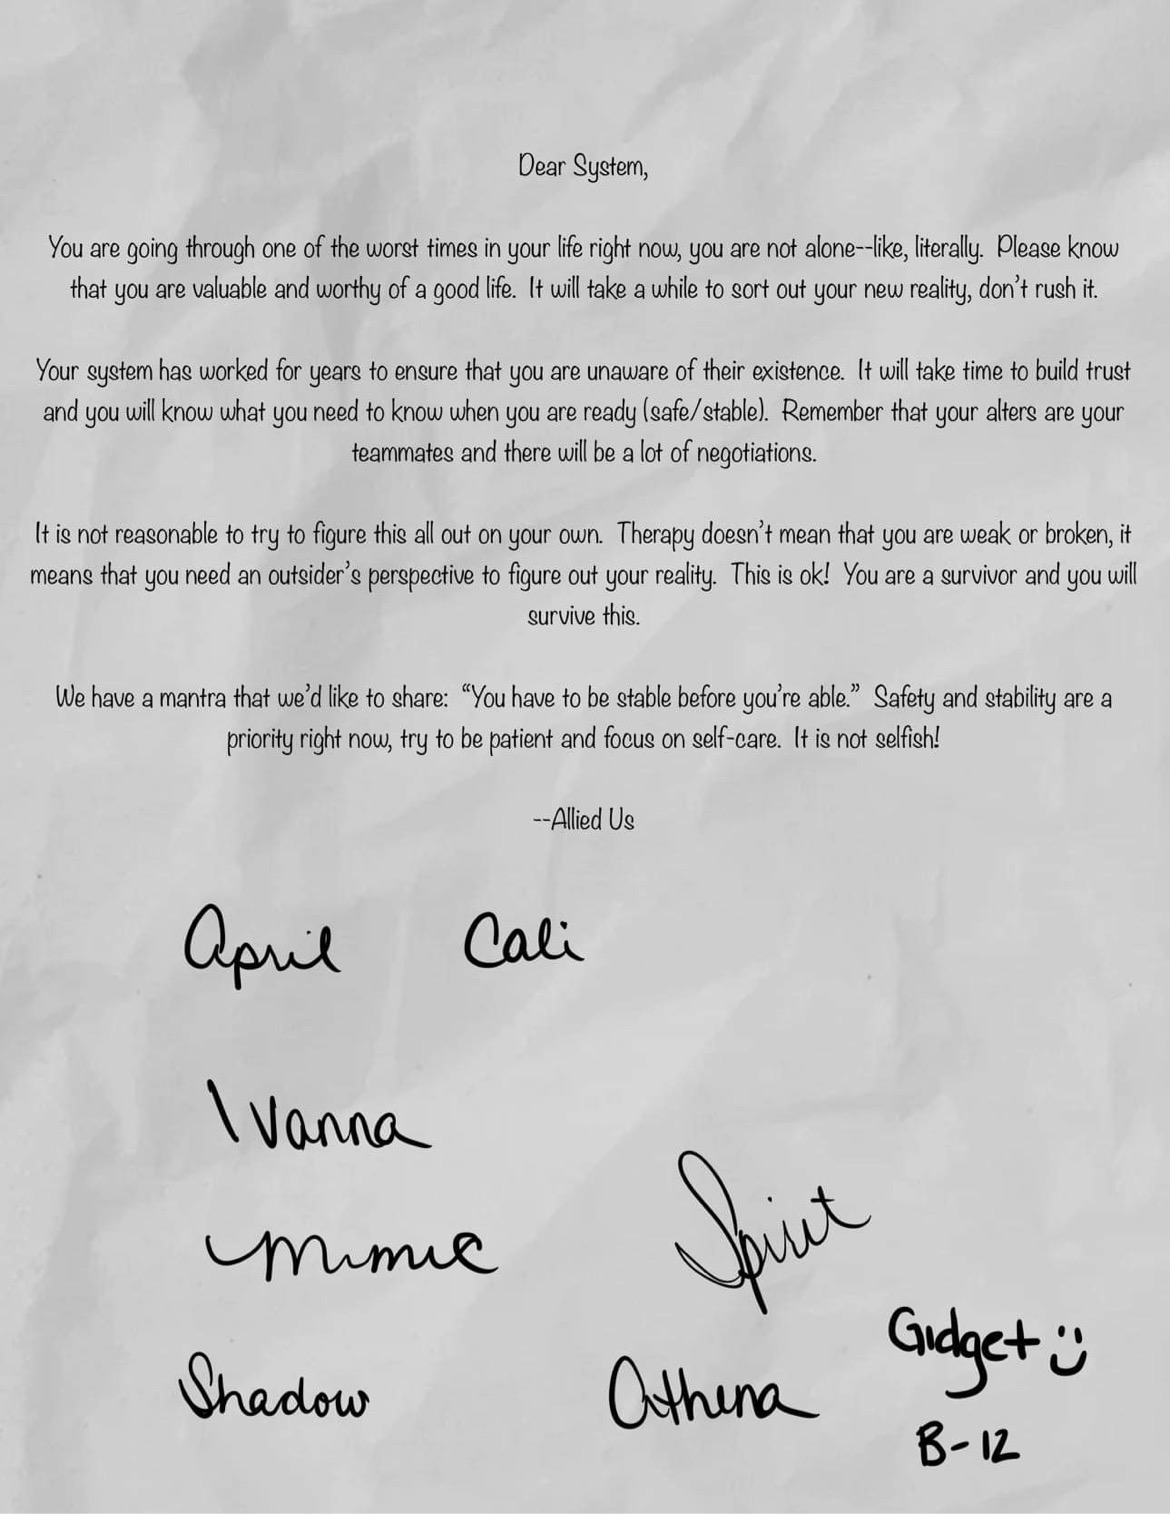 Dear System,
You are going through one of the worst times in your life right now, you are not alone--like, literally.  Please know
that you are valuable and worthy of a good life.  It will take a while to sort out your new reality, don't rush it.
Your system has worked for years to ensure that you are unaware of their existence.  It will take time to build trust
and you will know what you need to know when you are ready (safe/stable).  Remember that your alters are your
teammates and there will be a lot of negotiations.
It is not reasonable to try to figure this all out on your own.  Therapy doesn't mean that you are weak or broken, it
means that you need an outsider's perspective to figure out your reality.  This is ok!  You are a survivor and you will
survive this.
We have a mantra that we'd like to share:  “You have to be stable before you're able.”  Safety and stability are a
priority right now, try to be patient and focus on self-care.  It is not selfish!
--Allied Us
April Cali
Ivanna
Mimic
Spirit
Gidget :)
Shadow Athena
B-12